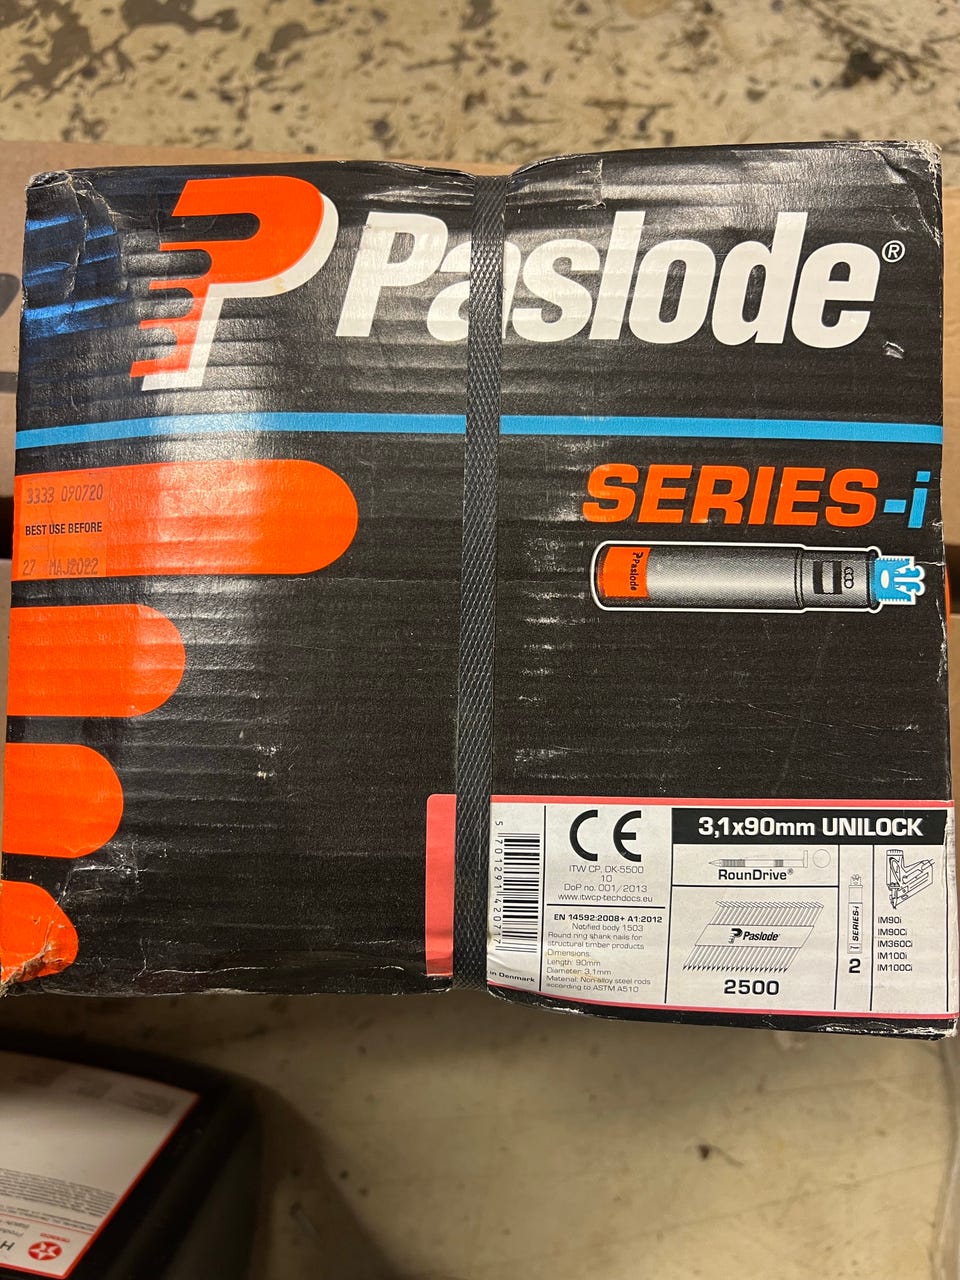 Paslode®
SERIES-i
Paslode
3333 090720
BEST USE BEFORE
27 MAJ2022
5 701291 420717
in Denmark
CE
ITW CP, DK-5500
10
DoP no. 001/2013
www.itwcp-techdocs.eu
EN 14592:2008+ A1:2012
Notified body 1503
Round ring shank nails for
structural timber products
Dimensions:
Length: 90mm
Diameter: 3,1mm
Material: Non-alloy steel rods
according to ASTM A510
3,1x90mm UNILOCK
RounDrive®
Paslode®
2500
SERIES-i
2
IM90i
IM90Ci
IM360Ci
IM100i
IM100Ci